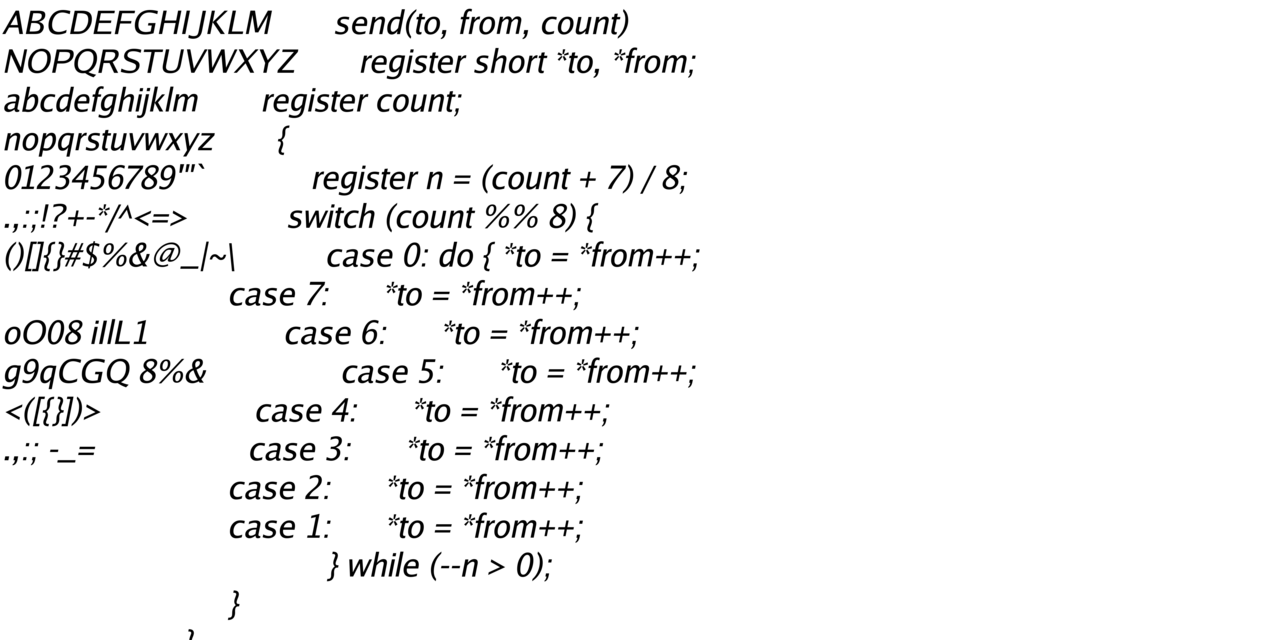 ABCDEFGHIJKLM send(to, from, count)
NOPQRSTUVWXYZ register short *to, *from;
abcdefghijklm register count;
nopqrstuvwxyz {
0123456789"'` register n = (count + 7) / 8;
.,:;!?+-*/^<=> switch (count %% 8) {
()[]{}#$%&@_|~\ case 0: do { *to = *from++;
case 7: *to = *from++;
oO08 iIlL1 case 6: *to = *from++;
g9qCGQ 8%& case 5: *to = *from++;
<([{}])> case 4: *to = *from++;
.,:; -_= case 3: *to = *from++;
case 2: *to = *from++;
case 1: *to = *from++;
} while (--n > 0);
}
}